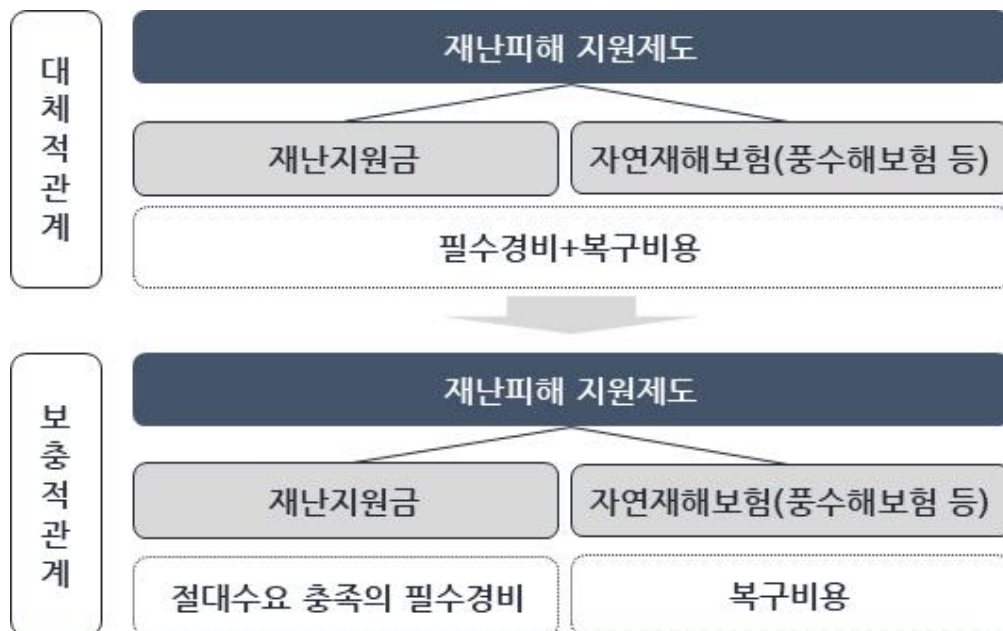 대체적관계
재난피해 지원제도
재난지원금
자연재해보험(풍수해보험 등)
필수경비+복구비용
보충적관계
재난피해 지원제도
재난지원금
자연재해보험(풍수해보험 등)
절대수요 충족의 필수경비
복구비용